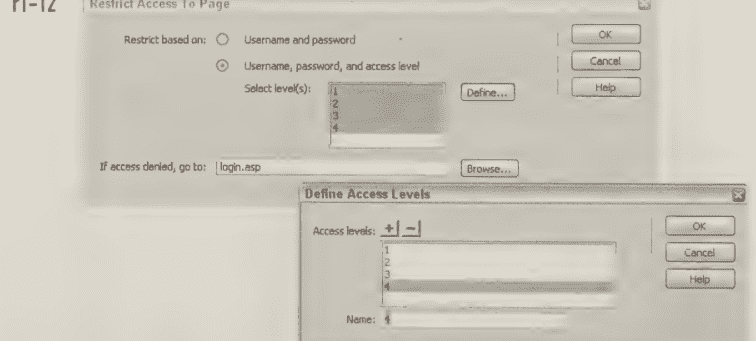 r1-12
Restrict Access To Page
Restrict based on: Username and password
Username, password, and access level
Select level(s):
1
2
3
4
Define...
OK
Cancel
Help
If access denied, go to: login.asp Browse...
Define Access Levels
Access levels: + -
1
2
3
4
OK
Cancel
Help
Name: 4